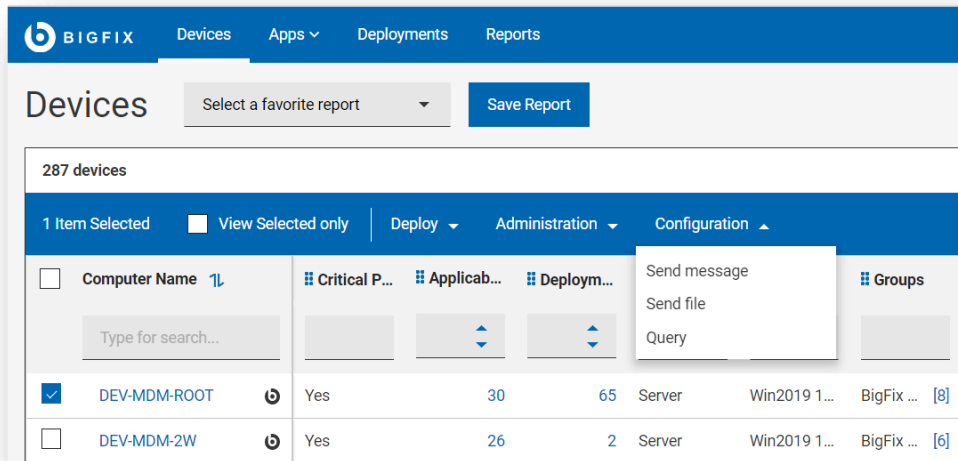 BIGFIX Devices Apps Deployments Reports
Devices Select a favorite report Save Report
287 devices
1 Item Selected View Selected only Deploy Administration Configuration
Send message
Send file
Query
Computer Name Critical P... Applicab... Deploym... Groups
Type for search...
DEV-MDM-ROOT Yes 30 65 Server Win2019 1... BigFix ... [8]
DEV-MDM-2W Yes 26 2 Server Win2019 1... BigFix ... [6]